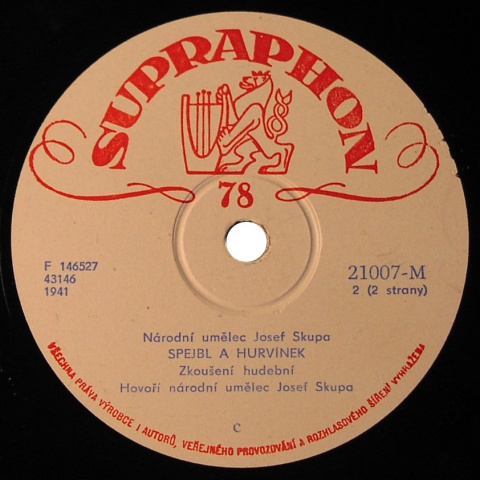 SUPRAPHON
78
F 146527
43146
1941
21007-M
2 (2 strany)
Národní umělec Josef Skupa
SPEJBL A HURVÍNEK
Zkoušení hudební
Hovoří národní umělec Josef Skupa
C
VŠECHNA PRÁVA VÝROBCE I AUTORŮ, VEŘEJNÉHO PROVOZOVÁNÍ A ROZHLASOVÉHO ŠÍŘENÍ VYHRAŽENA